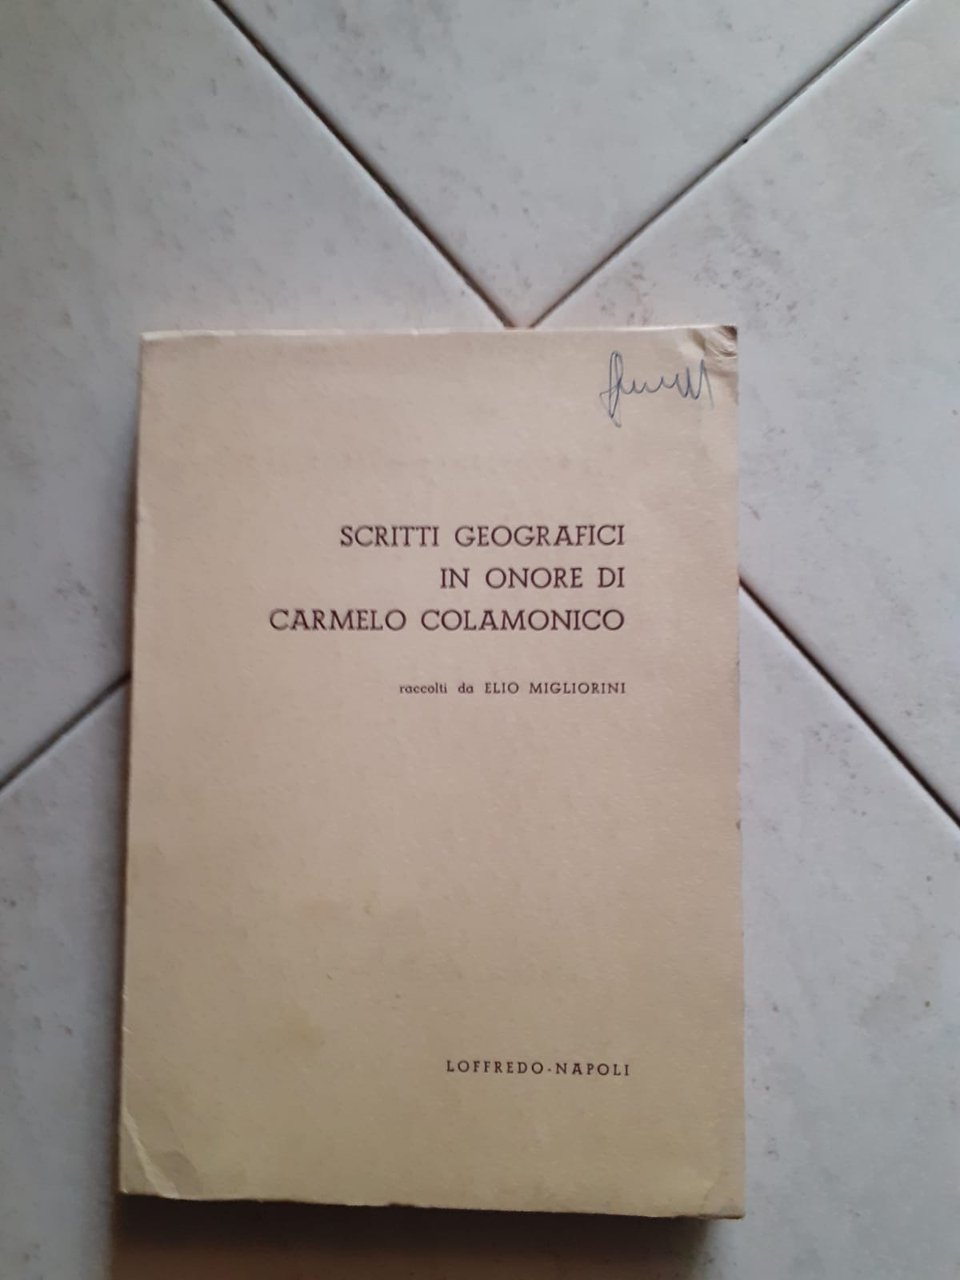 SCRITTI GEOGRAFICI
IN ONORE DI
CARMELO COLAMONICO
raccolti da ELIO MIGLIORINI
LOFFREDO-NAPOLI